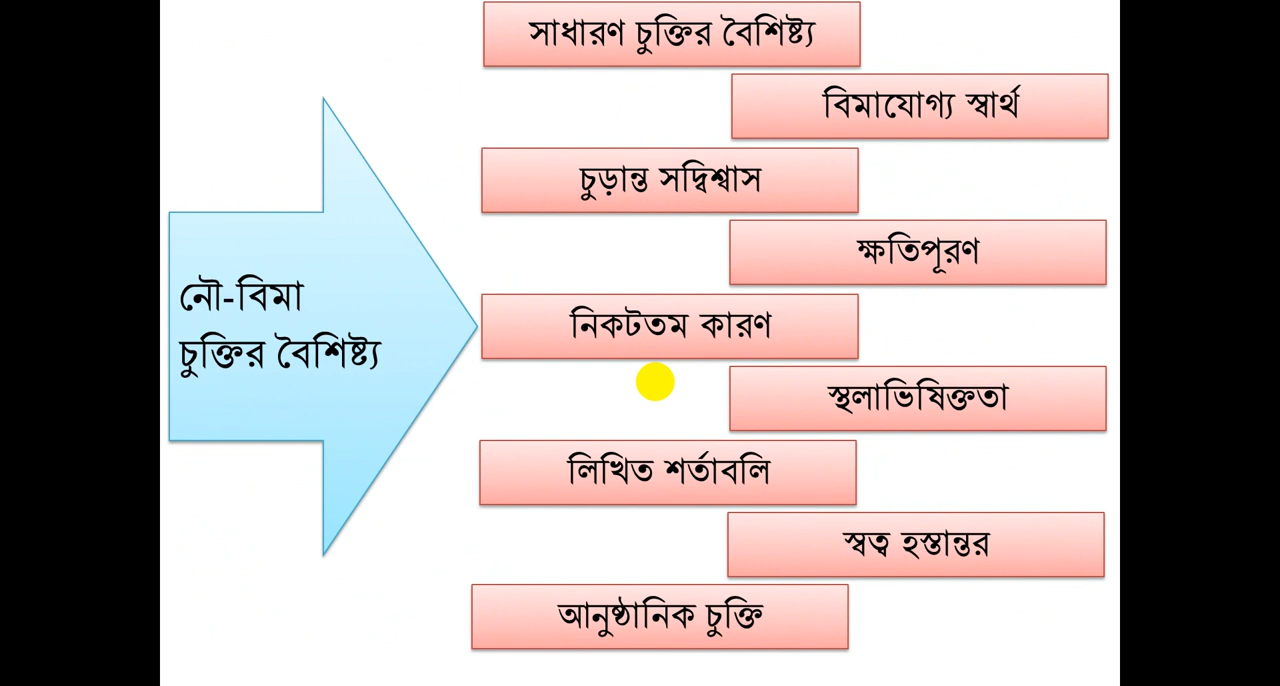 নৌ-বিমা
চুক্তির বৈশিষ্ট্য
সাধারণ চুক্তির বৈশিষ্ট্য
বিমাযোগ্য স্বার্থ
চুড়ান্ত সদ্বিশ্বাস
ক্ষতিপূরণ
নিকটতম কারণ
স্থলাভিষিক্ততা
লিখিত শর্তাবলি
স্বত্ব হস্তান্তর
আনুষ্ঠানিক চুক্তি